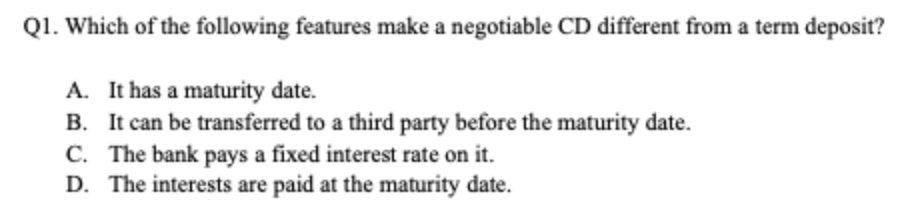 Q1. Which of the following features make a negotiable CD different from a term deposit?
A. It has a maturity date.
B. It can be transferred to a third party before the maturity date.
C. The bank pays a fixed interest rate on it.
D. The interests are paid at the maturity date.